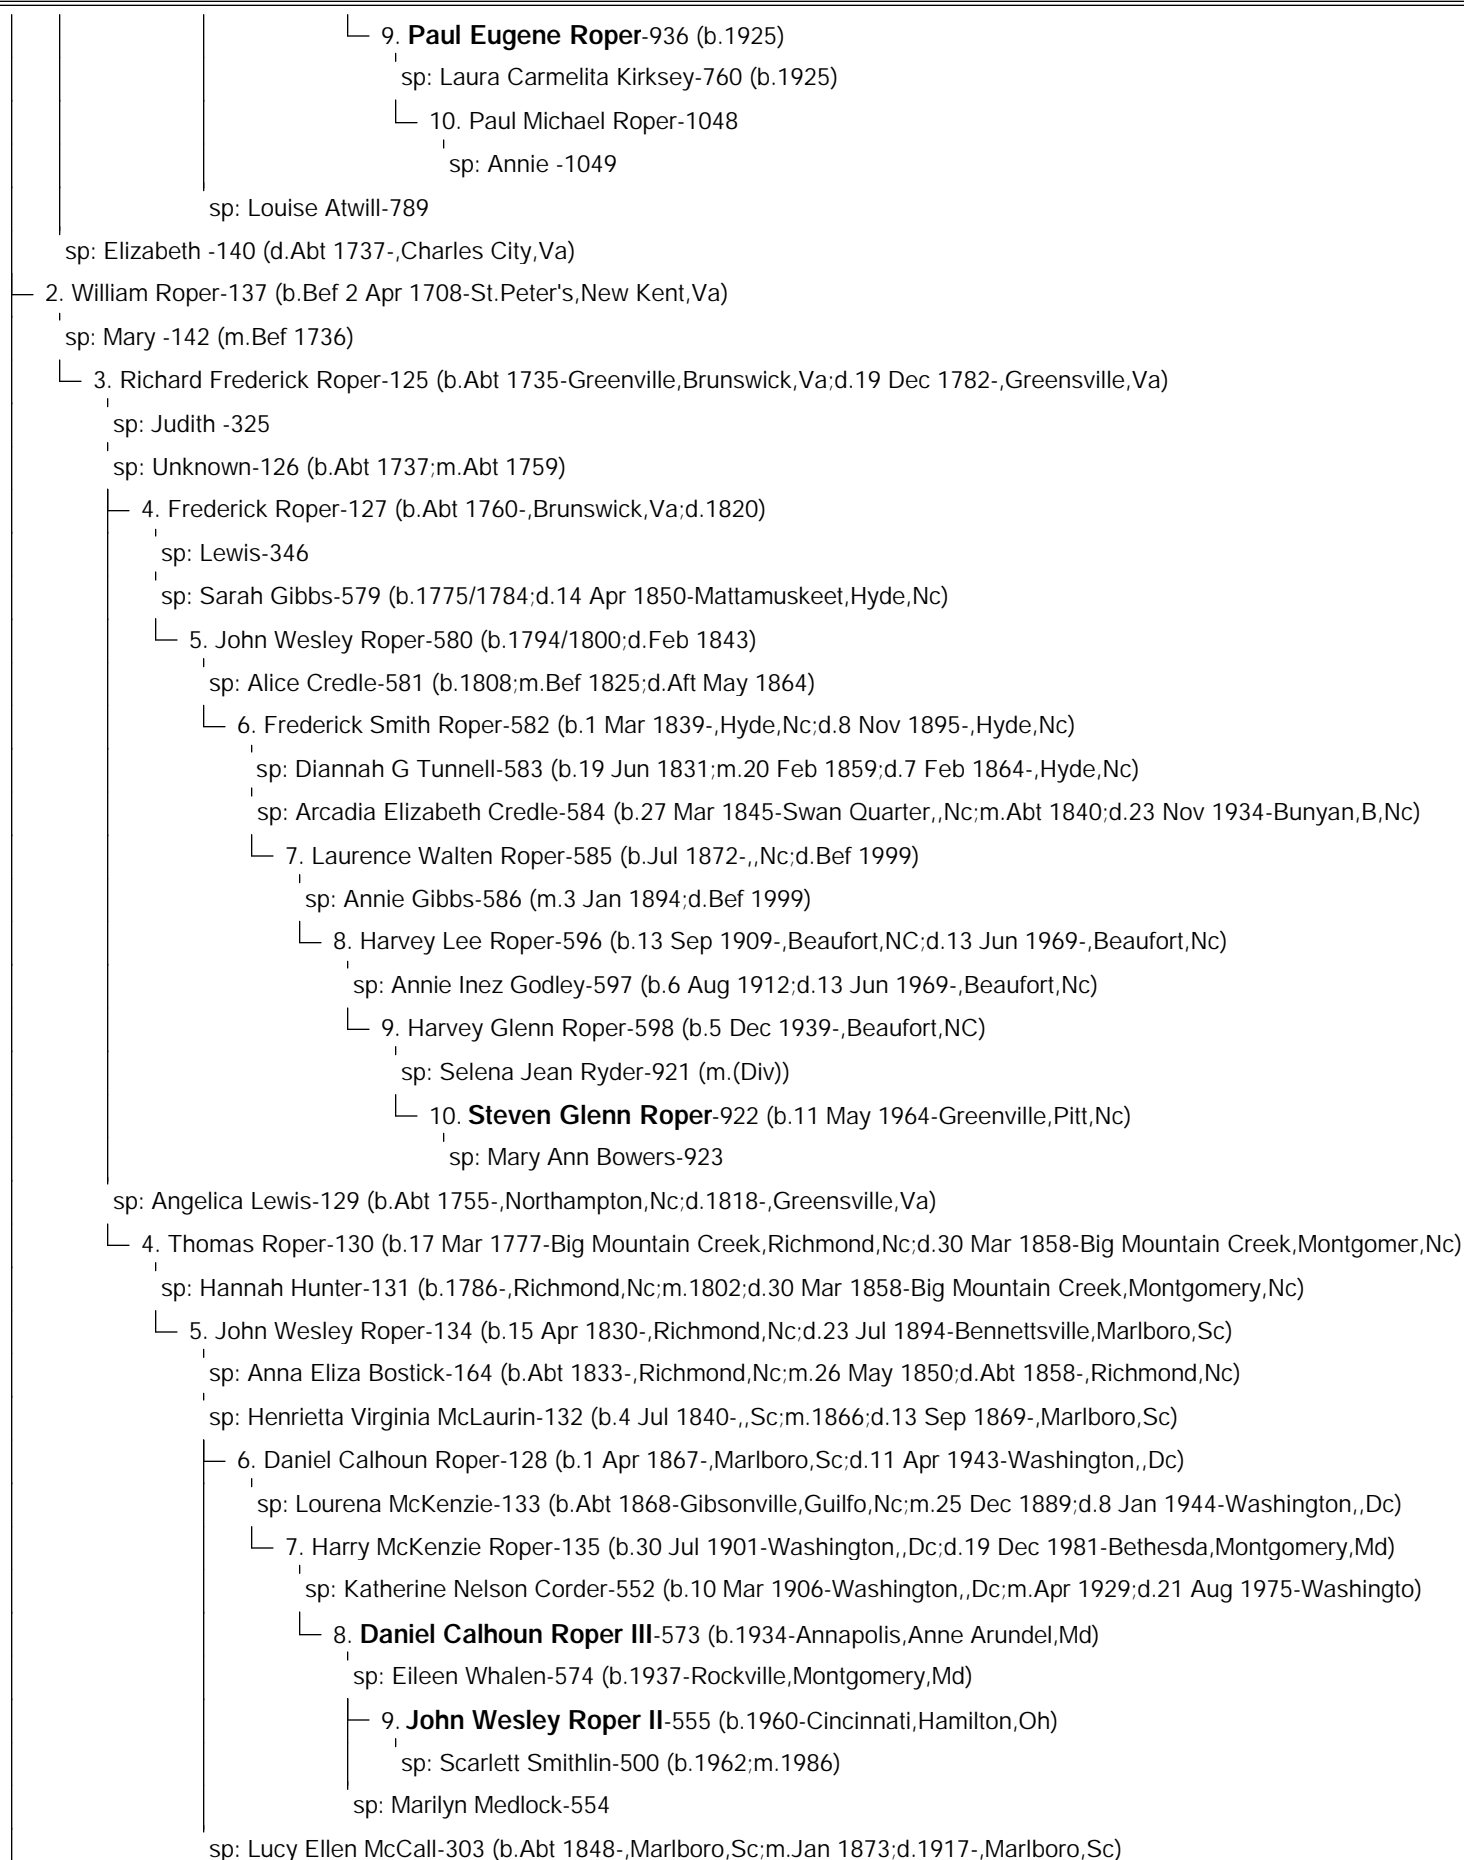 9. Paul Eugene Roper-936 (b.1925)
sp: Laura Carmelita Kirksey-760 (b.1925)
10. Paul Michael Roper-1048
sp: Annie -1049
sp: Louise Atwill-789
sp: Elizabeth -140 (d.Abt 1737-,Charles City,Va)
2. William Roper-137 (b.Bef 2 Apr 1708-St.Peter's,New Kent,Va)
sp: Mary -142 (m.Bef 1736)
3. Richard Frederick Roper-125 (b.Abt 1735-Greenville,Brunswick,Va;d.19 Dec 1782-,Greensville,Va)
sp: Judith -325
sp: Unknown-126 (b.Abt 1737;m.Abt 1759)
4. Frederick Roper-127 (b.Abt 1760-,Brunswick,Va;d.1820)
sp: Lewis-346
sp: Sarah Gibbs-579 (b.1775/1784;d.14 Apr 1850-Mattamuskeet,Hyde,Nc)
5. John Wesley Roper-580 (b.1794/1800;d.Feb 1843)
sp: Alice Credle-581 (b.1808;m.Bef 1825;d.Aft May 1864)
6. Frederick Smith Roper-582 (b.1 Mar 1839-,Hyde,Nc;d.8 Nov 1895-,Hyde,Nc)
sp: Diannah G Tunnell-583 (b.19 Jun 1831;m.20 Feb 1859;d.7 Feb 1864-,Hyde,Nc)
sp: Arcadia Elizabeth Credle-584 (b.27 Mar 1845-Swan Quarter,,Nc;m.Abt 1840;d.23 Nov 1934-Bunyan,B,Nc)
7. Laurence Walten Roper-585 (b.Jul 1872-,,Nc;d.Bef 1999)
sp: Annie Gibbs-586 (m.3 Jan 1894;d.Bef 1999)
8. Harvey Lee Roper-596 (b.13 Sep 1909-,Beaufort,NC;d.13 Jun 1969-,Beaufort,Nc)
sp: Annie Inez Godley-597 (b.6 Aug 1912;d.13 Jun 1969-,Beaufort,Nc)
9. Harvey Glenn Roper-598 (b.5 Dec 1939-,Beaufort,NC)
sp: Selena Jean Ryder-921 (m.(Div))
10. Steven Glenn Roper-922 (b.11 May 1964-Greenville,Pitt,Nc)
sp: Mary Ann Bowers-923
sp: Angelica Lewis-129 (b.Abt 1755-,Northampton,Nc;d.1818-,Greensville,Va)
4. Thomas Roper-130 (b.17 Mar 1777-Big Mountain Creek,Richmond,Nc;d.30 Mar 1858-Big Mountain Creek,Montgomer,Nc)
sp: Hannah Hunter-131 (b.1786-,Richmond,Nc;m.1802;d.30 Mar 1858-Big Mountain Creek,Montgomery,Nc)
5. John Wesley Roper-134 (b.15 Apr 1830-,Richmond,Nc;d.23 Jul 1894-Bennettsville,Marlboro,Sc)
sp: Anna Eliza Bostick-164 (b.Abt 1833-,Richmond,Nc;m.26 May 1850;d.Abt 1858-,Richmond,Nc)
sp: Henrietta Virginia McLaurin-132 (b.4 Jul 1840-,,Sc;m.1866;d.13 Sep 1869-,Marlboro,Sc)
6. Daniel Calhoun Roper-128 (b.1 Apr 1867-,Marlboro,Sc;d.11 Apr 1943-Washington,,Dc)
sp: Lourena McKenzie-133 (b.Abt 1868-Gibsonville,Guilfo,Nc;m.25 Dec 1889;d.8 Jan 1944-Washington,,Dc)
7. Harry McKenzie Roper-135 (b.30 Jul 1901-Washington,,Dc;d.19 Dec 1981-Bethesda,Montgomery,Md)
sp: Katherine Nelson Corder-552 (b.10 Mar 1906-Washington,,Dc;m.Apr 1929;d.21 Aug 1975-Washingto)
8. Daniel Calhoun Roper III-573 (b.1934-Annapolis,Anne Arundel,Md)
sp: Eileen Whalen-574 (b.1937-Rockville,Montgomery,Md)
9. John Wesley Roper II-555 (b.1960-Cincinnati,Hamilton,Oh)
sp: Scarlett Smithlin-500 (b.1962;m.1986)
sp: Marilyn Medlock-554
sp: Lucy Ellen McCall-303 (b.Abt 1848-,Marlboro,Sc;m.Jan 1873;d.1917-,Marlboro,Sc)